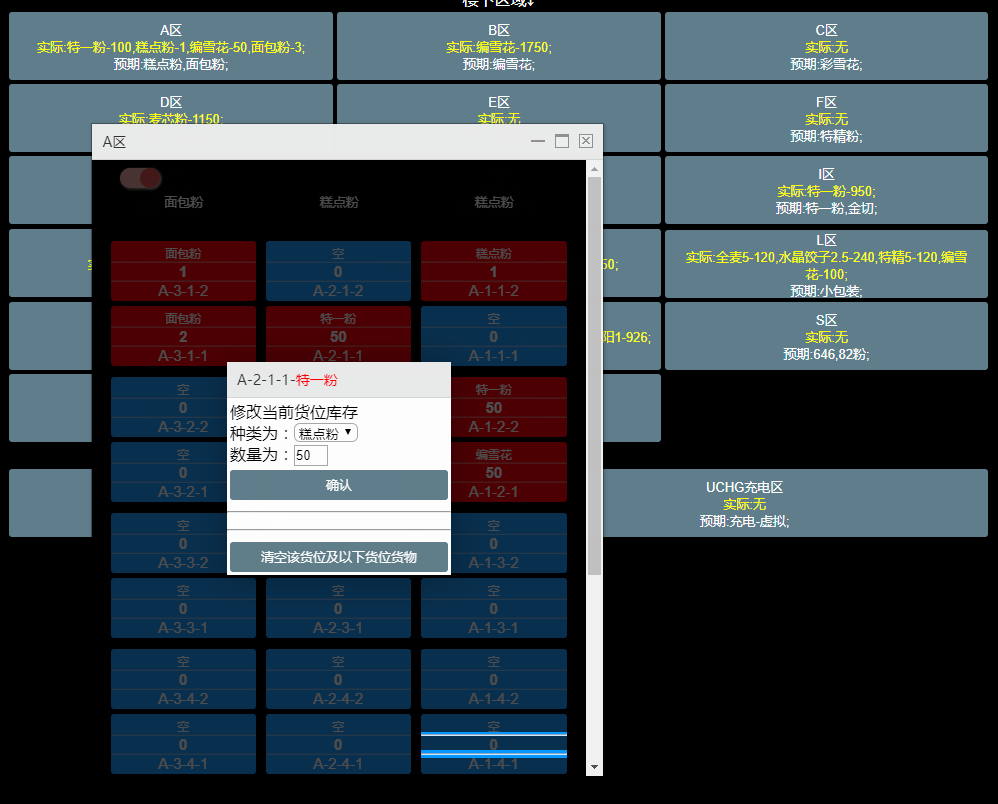 楼下区域↓
A区
实际:特一粉-100,糕点粉-1,编雪花-50,面包粉-3;
预期:糕点粉,面包粉;
B区
实际:编雪花-1750;
预期:编雪花;
C区
实际:无
预期:彩雪花;
D区
实际:麦芯粉-1150;
E区
实际:无
F区
实际:无
预期:特精粉;
I区
实际:特一粉-950;
预期:特一粉,金切;
50;
L区
实际:全麦5-120,水晶饺子2.5-240,特精5-120,编雪
花-100;
预期:小包装;
阳1-926;
S区
实际:无
预期:646,82粉;
UCHG充电区
实际:无
预期:充电-虚拟;
A区
面包粉 糕点粉 糕点粉
面包粉 空 糕点粉
1 0 1
A-3-1-2 A-2-1-2 A-1-1-2
面包粉 特一粉 空
2 50 0
A-3-1-1 A-2-1-1 A-1-1-1
空 特一粉
0 50
A-3-2-2 A-1-2-2
空 编雪花
0 50
A-3-2-1 A-1-2-1
空 空
0 0
A-3-3-2 A-1-3-2
空 空 空
0 0 0
A-3-3-1 A-2-3-1 A-1-3-1
空 空 空
0 0 0
A-3-4-2 A-2-4-2 A-1-4-2
空 空 空
0 0 0
A-3-4-1 A-2-4-1 A-1-4-1
A-2-1-1-特一粉
修改当前货位库存
种类为：糕点粉
数量为：50
确认
清空该货位及以下货位货物